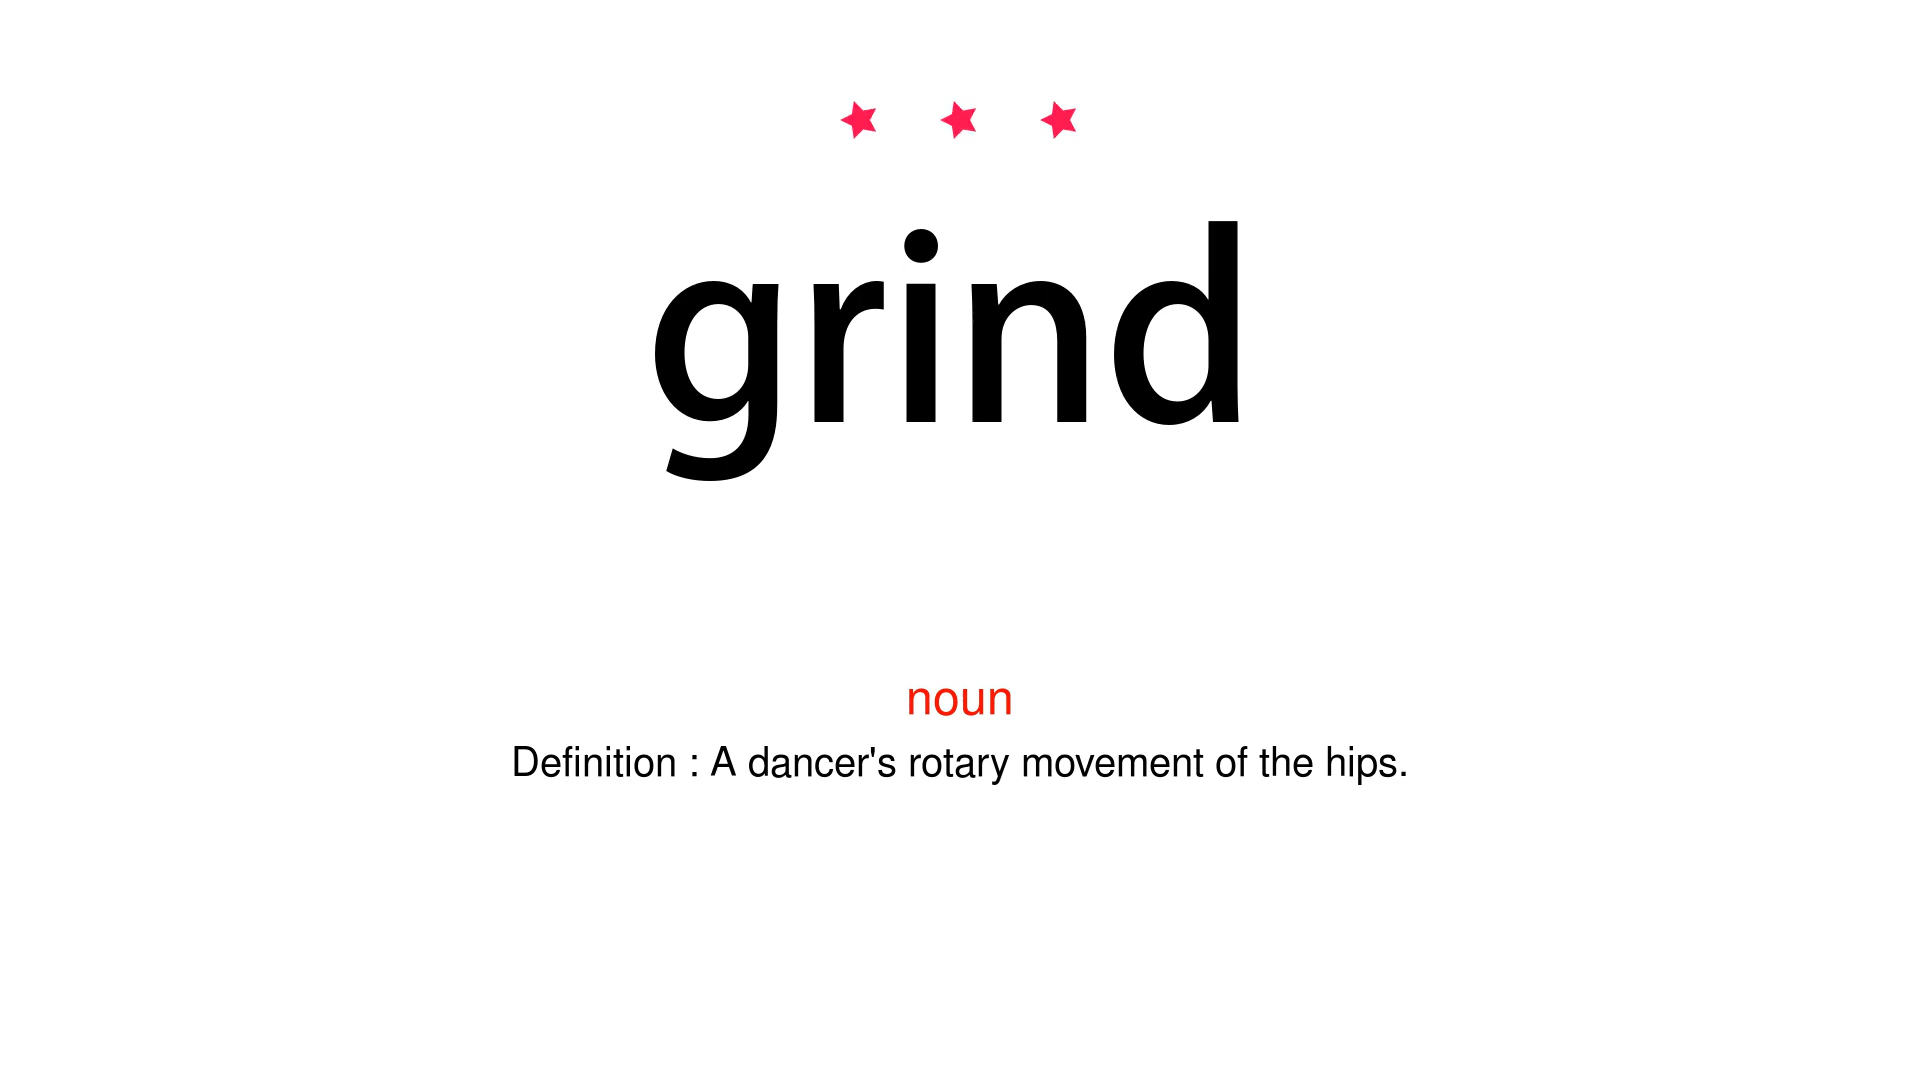 grind
noun
Definition : A dancer's rotary movement of the hips.